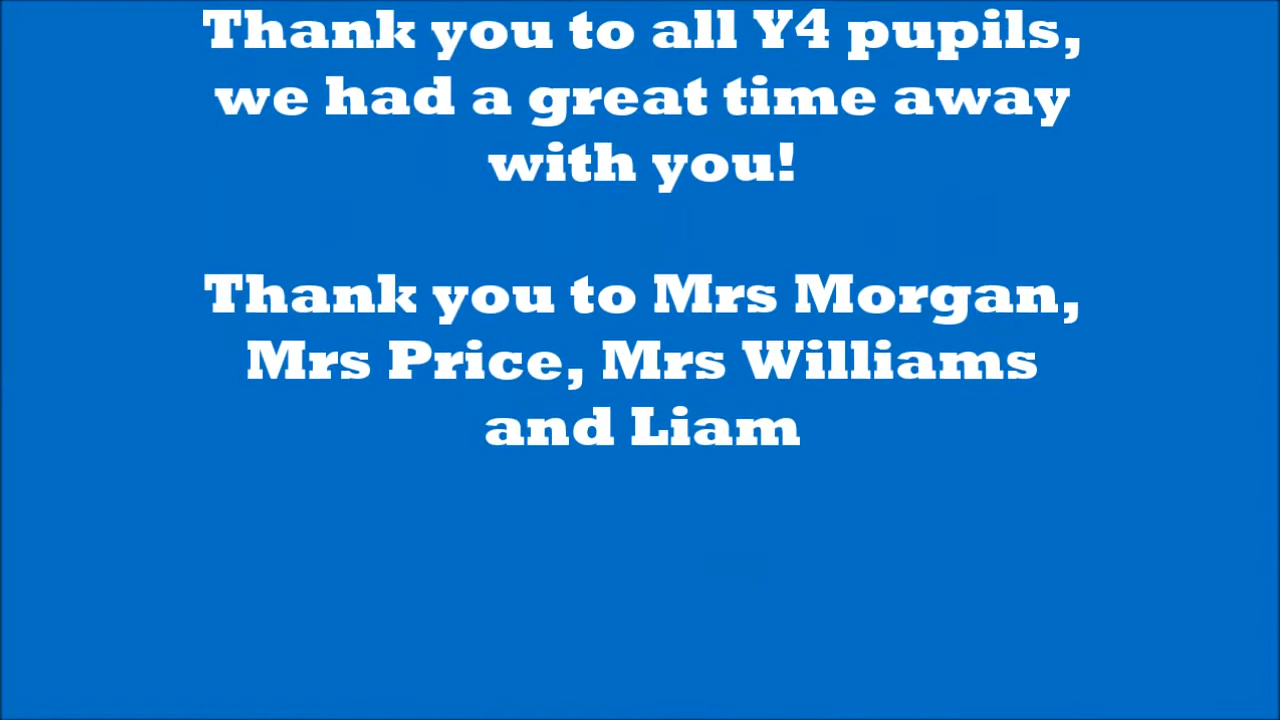 Thank you to all Y4 pupils,
we had a great time away
with you!
Thank you to Mrs Morgan,
Mrs Price, Mrs Williams
and Liam